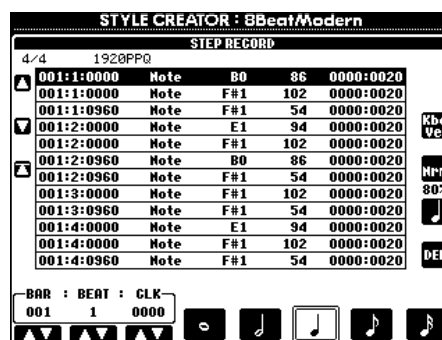 STYLE CREATOR : 8BeatModern
STEP RECORD
4/4 1920PPQ
001:1:0000 Note B0 86 0000:0020
001:1:0000 Note F#1 102 0000:0020
001:1:0960 Note F#1 54 0000:0020
001:2:0000 Note E1 94 0000:0020
001:2:0000 Note F#1 102 0000:0020
001:2:0960 Note B0 86 0000:0020
001:2:0960 Note F#1 54 0000:0020
001:3:0000 Note F#1 102 0000:0020
001:3:0960 Note F#1 54 0000:0020
001:4:0000 Note E1 94 0000:0020
001:4:0000 Note F#1 102 0000:0020
001:4:0960 Note F#1 54 0000:0020
BAR : BEAT : CLK
001 1 0000